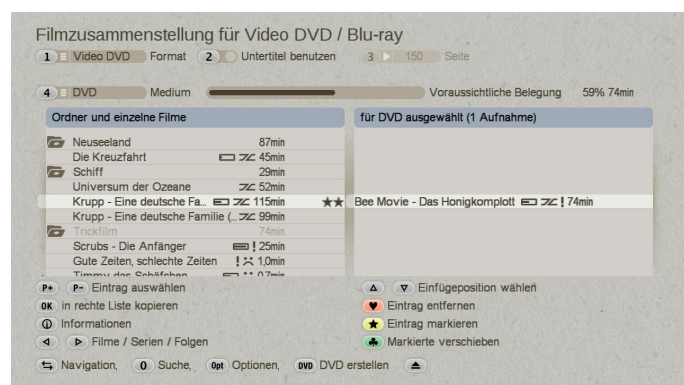 Filmzusammenstellung für Video DVD / Blu-ray
1 Video DVD Format 2 Untertitel benutzen 3 150 Seite
4 DVD Medium Voraussichtliche Belegung 59% 74min
Ordner und einzelne Filme
für DVD ausgewählt (1 Aufnahme)
Neuseeland 87min
Die Kreuzfahrt 45min
Schiff 29min
Universum der Ozeane 52min
Krupp - Eine deutsche Fa... 115min
Bee Movie - Das Honigkomplott ! 74min
Krupp - Eine deutsche Familie (... 99min
Trickfilm 74min
Scrubs - Die Anfänger ! 25min
Gute Zeiten, schlechte Zeiten ! 1,0min
Timmy das Schäfchen 0,7min
P+ P- Eintrag auswählen
Einfügeposition wählen
OK in rechte Liste kopieren
Eintrag entfernen
Informationen
Eintrag markieren
Filme / Serien / Folgen
Markierte verschieben
Navigation, 0 Suche, Opt Optionen, DVD DVD erstellen